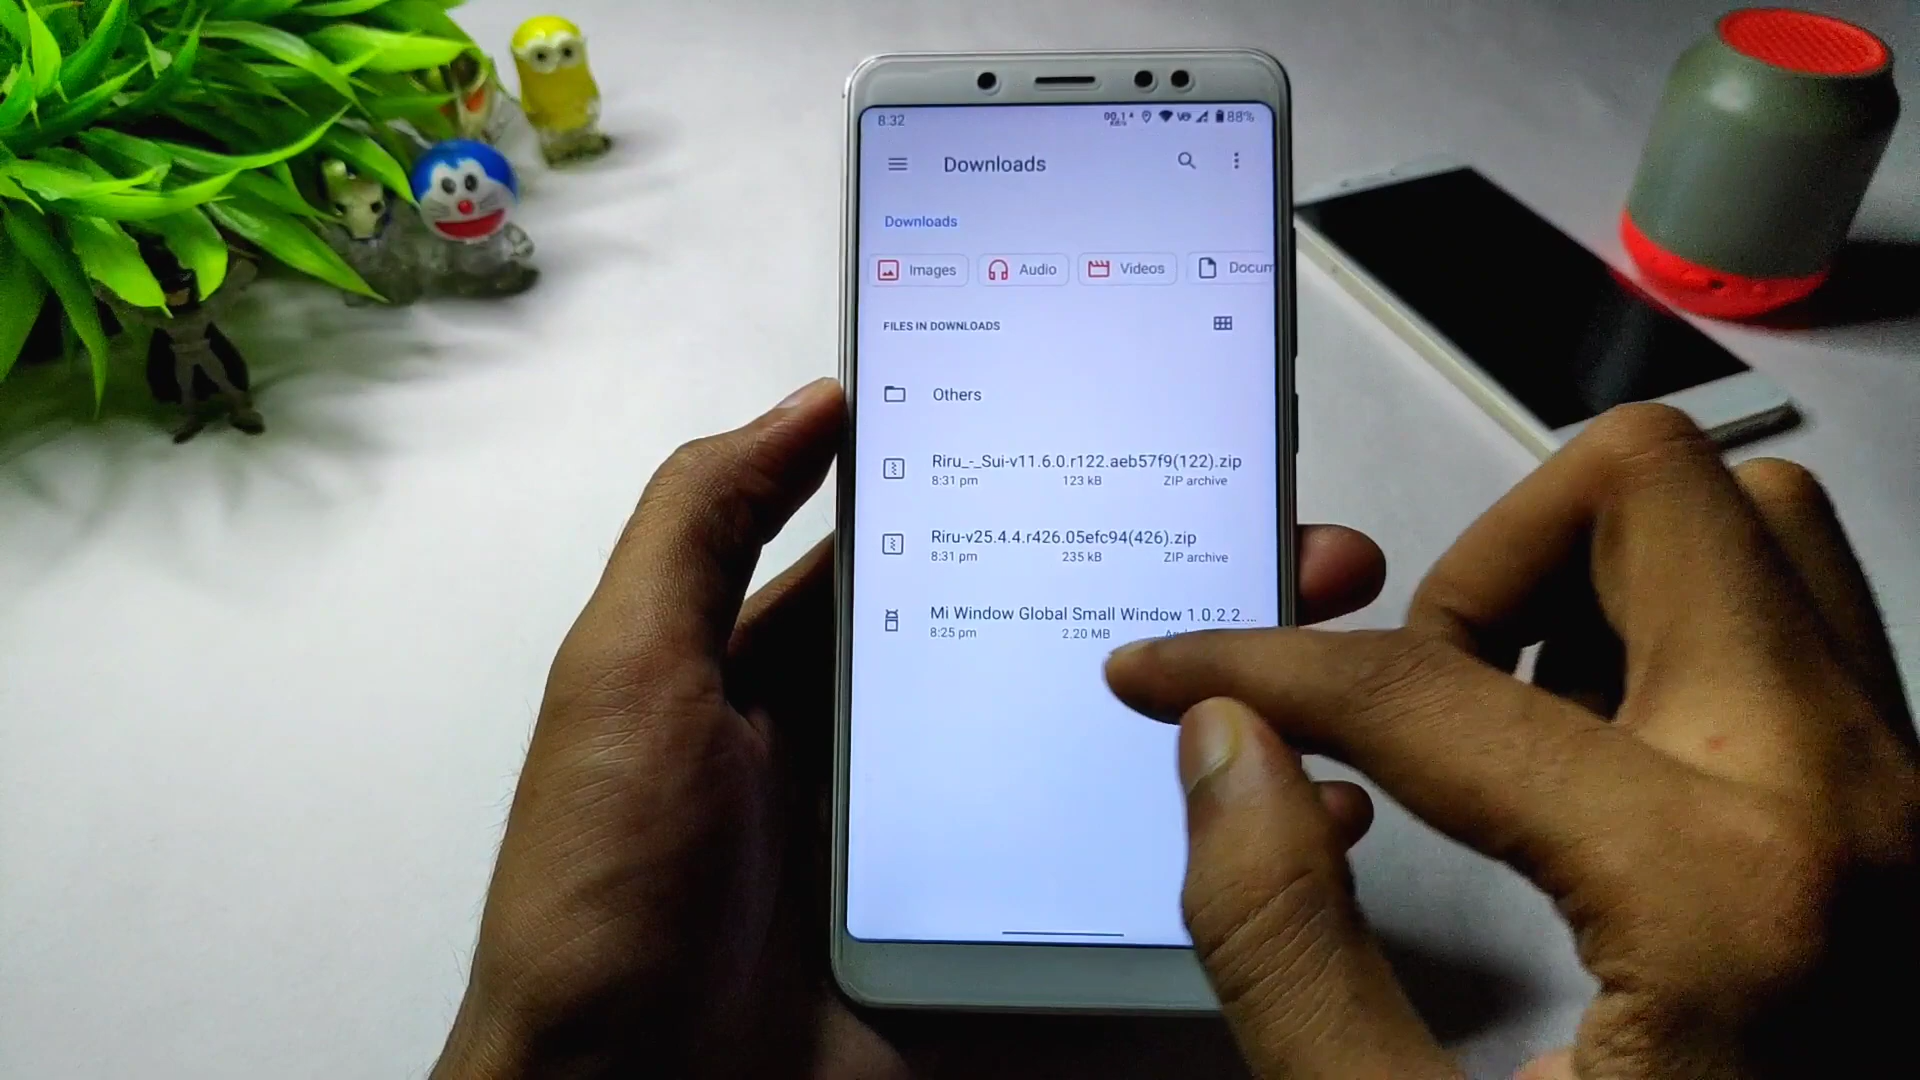 8:32
88%
Downloads
Downloads
Images
Audio
Videos
Docum
FILES IN DOWNLOADS
Others
Riru_-_Sui-v11.6.0.r122.aeb57f9(122).zip
8:31 pm 123 kB ZIP archive
Riru-v25.4.4.r426.05efc94(426).zip
8:31 pm 235 kB ZIP archive
Mi Window Global Small Window 1.0.2.2....
8:25 pm 2.20 MB